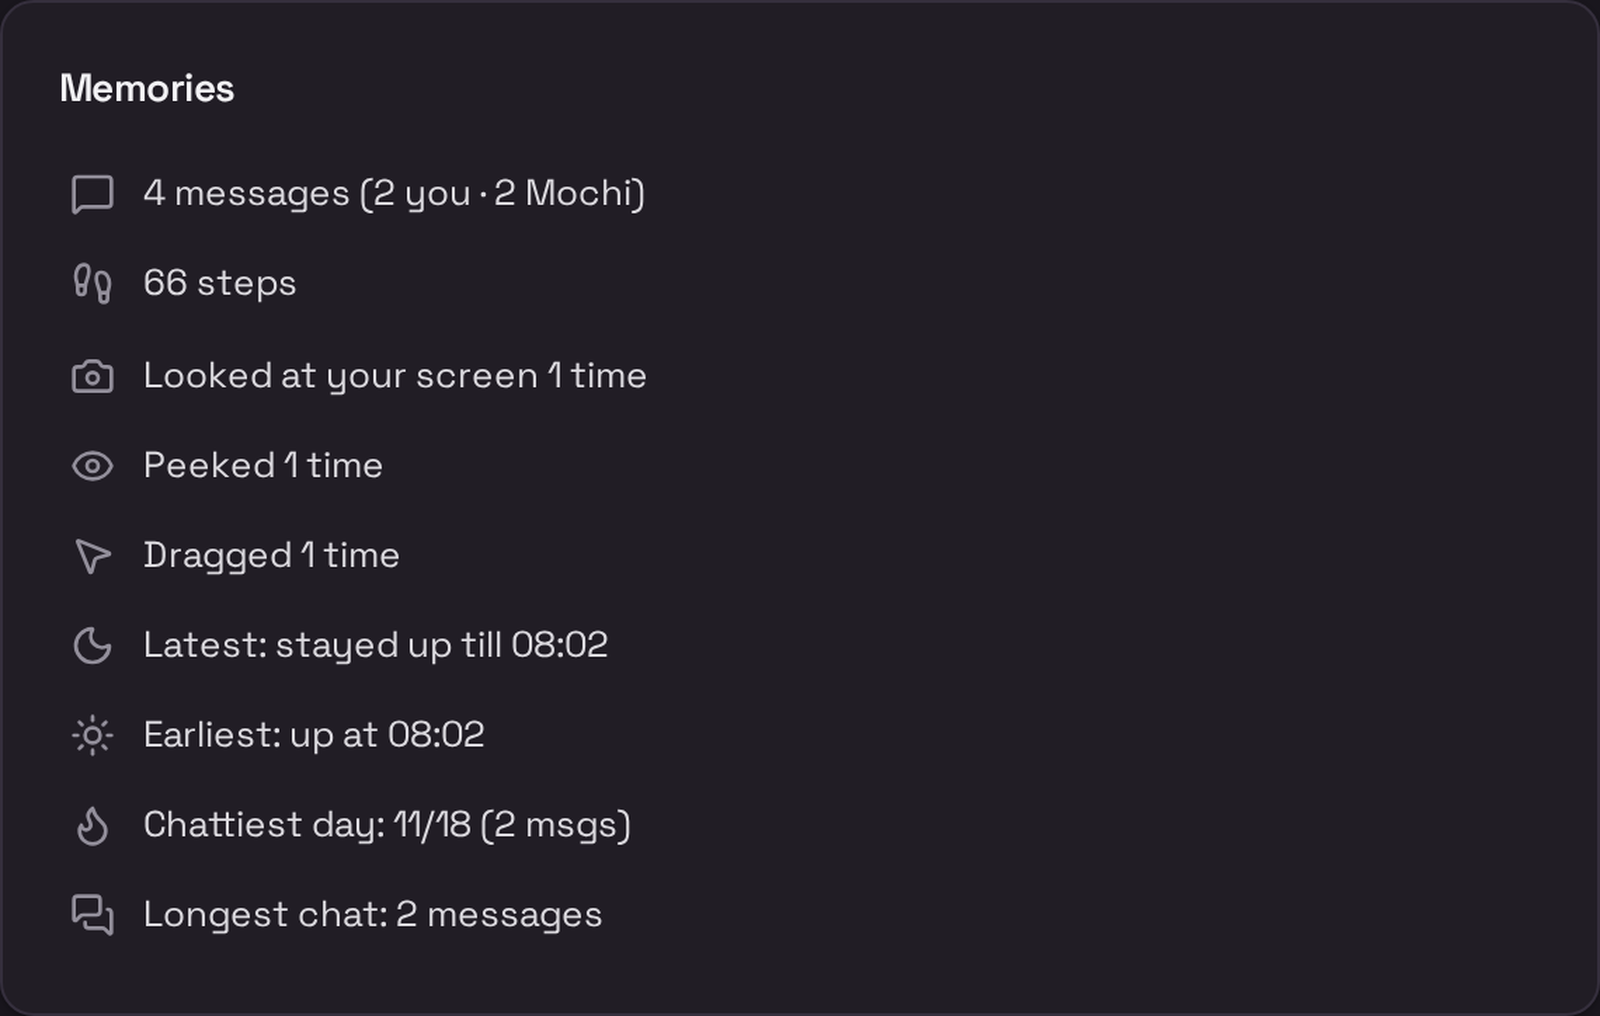 Memories
4 messages (2 you · 2 Mochi)
66 steps
Looked at your screen 1 time
Peeked 1 time
Dragged 1 time
Latest: stayed up till 08:02
Earliest: up at 08:02
Chattiest day: 11/18 (2 msgs)
Longest chat: 2 messages